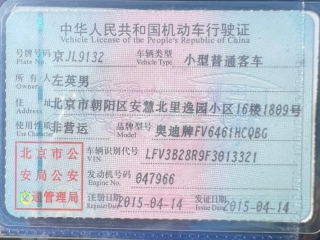 中华人民共和国机动车行驶证
Vehicle License of the People's Republic of China
号牌号码 京JL9132 车辆类型 小型普通客车
Plate No. Vehicle Type
所有人 左英男
Owner
住址 北京市朝阳区安慧北里逸园小区16楼1809号
Address
使用性质 非营运 品牌型号 奥迪牌FV6461HCQBG
Use Character Model
北京市公 车辆识别代号 LFV3B28R9F3013321
VIN
安局公安 发动机号码 047966
Engine No.
交通管理局 注册日期 2015-04-14 发证日期 2015-04-14
Register Date Issue Date